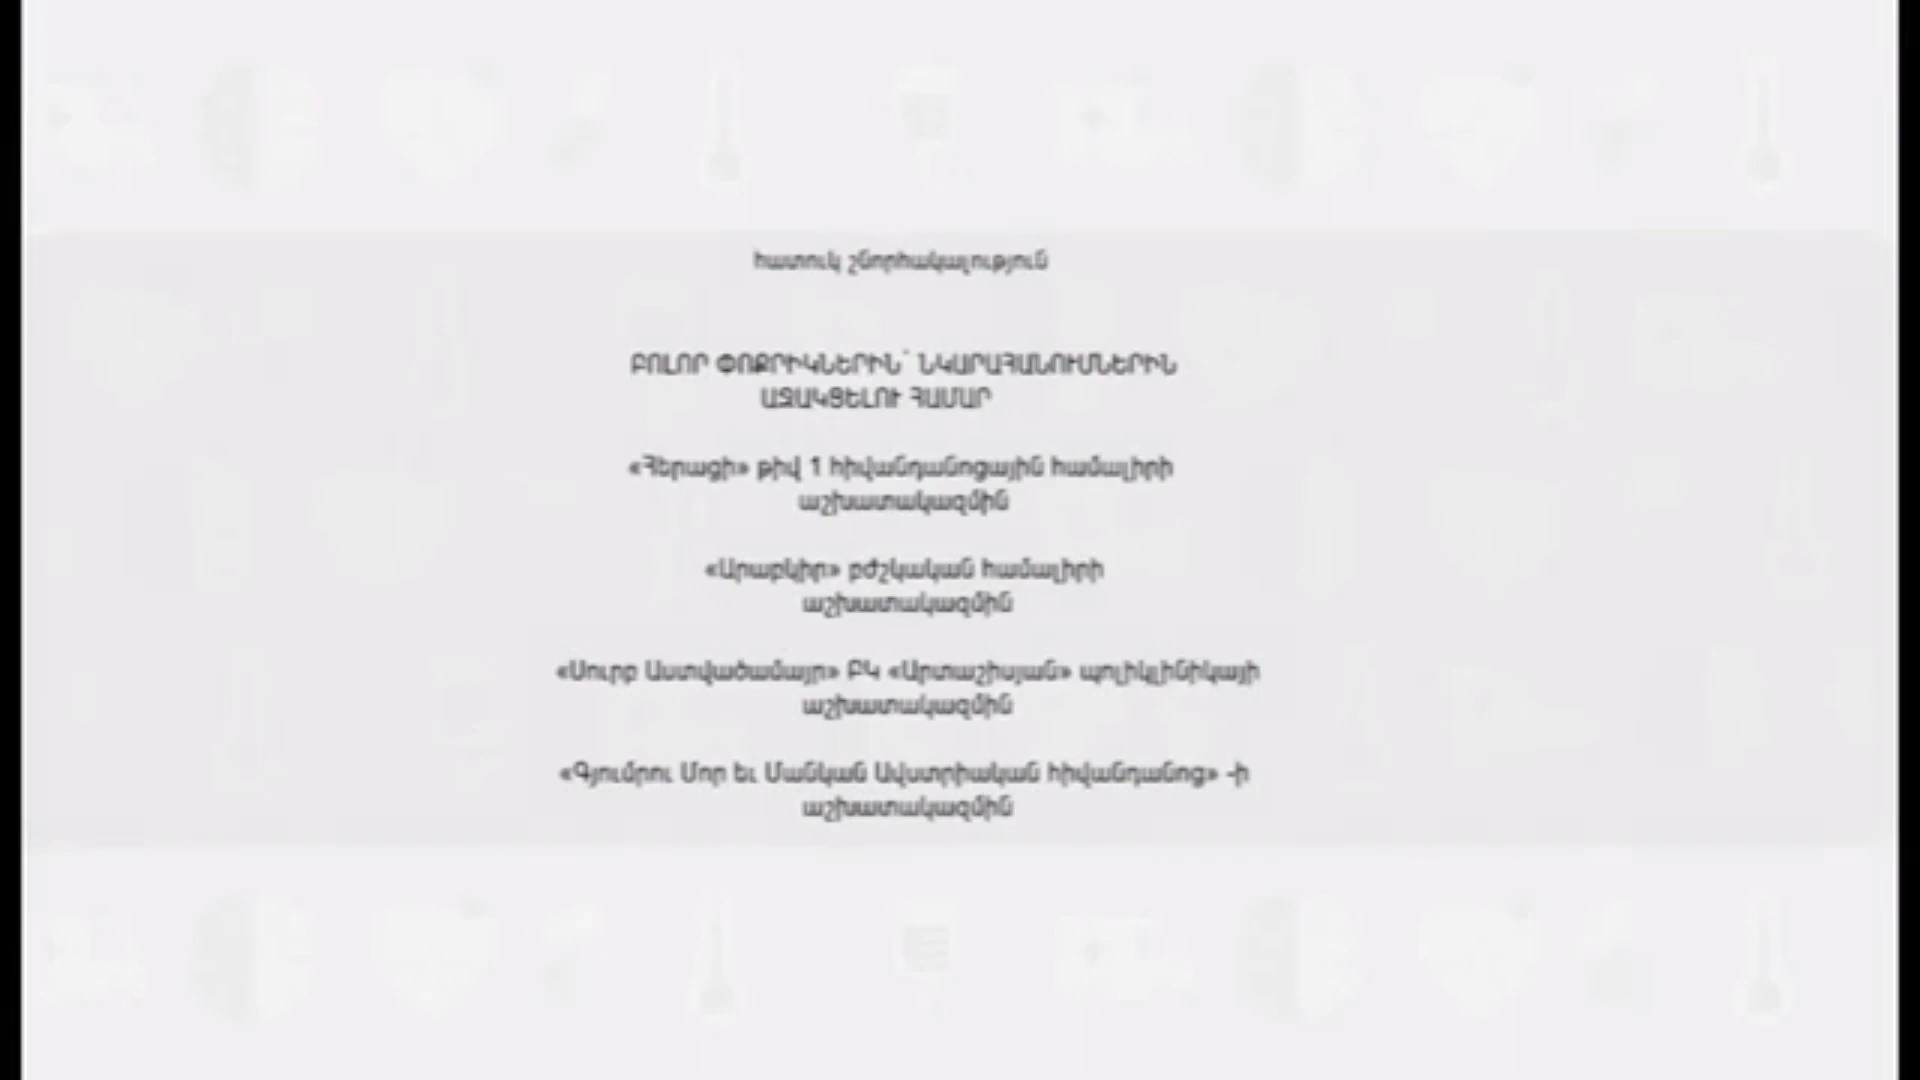 հատուկ շնորհակալություն
ԲՈԼՈՐ ՓՈՔՐԻԿՆԵՐԻՆ՝ ՆԿԱՐԱՀԱՆՈՒՄՆԵՐԻՆ
ԱՋԱԿՑԵԼՈՒ ՀԱՄԱՐ
«Հերացի» թիվ 1 հիվանդանոցային համալիրի
աշխատակազմին
«Արաբկիր» բժշկական համալիրի
աշխատակազմին
«Սուրբ Աստվածամայր» ԲԿ «Արտաշիսյան» պոլիկլինիկայի
աշխատակազմին
«Գյումրու Մոր եւ Մանկան Ավստրիական հիվանդանոց» -ի
աշխատակազմին